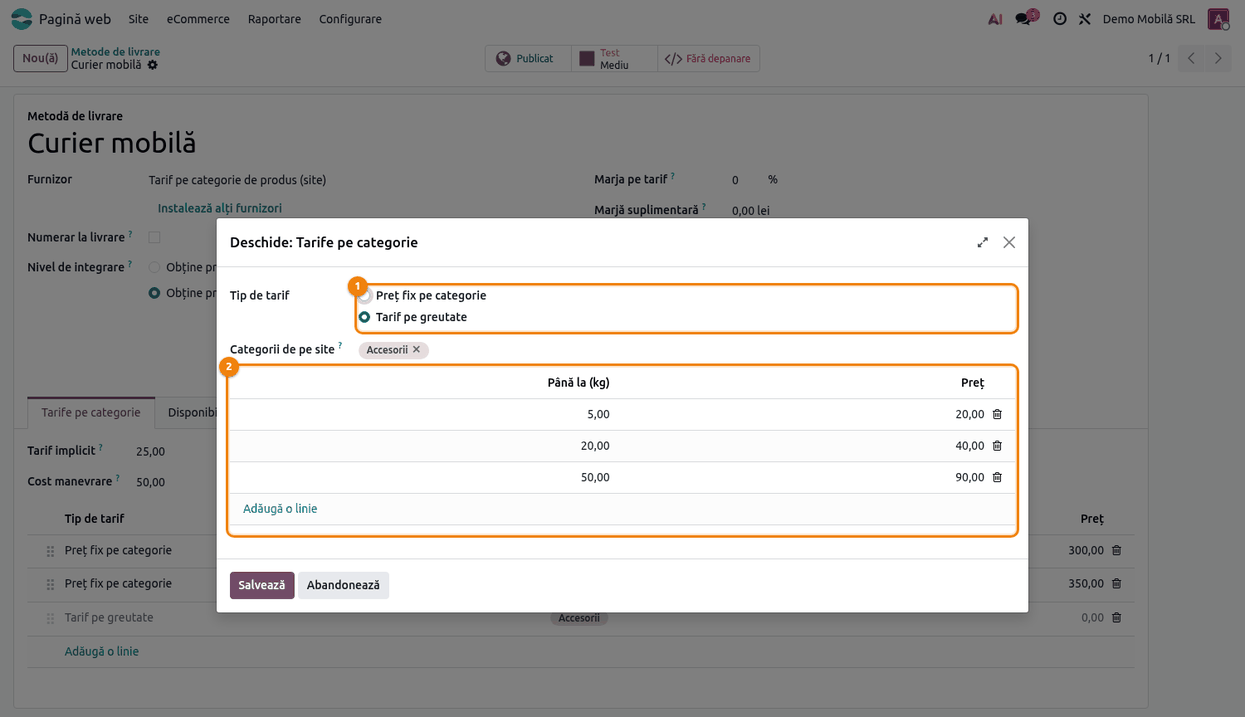 Pagină web Site eCommerce Raportare Configurare AI 1 Demo Mobilă SRL A
Nou(ă) Metode de livrare
Curier mobilă
Publicat Test
Mediu
Fără depanare 1 / 1
Metodă de livrare
Curier mobilă
Furnizor Tarif pe categorie de produs (site) Marja pe tarif ? 0 %
Instalează alți furnizori Marjă suplimentară ? 0,00 lei
Numerar la livrare ?
Nivel de integrare ? Obține pr
Obține pr
Deschide: Tarife pe categorie
1
Tip de tarif Preț fix pe categorie
Tarif pe greutate
Categorii de pe site ? Accesorii
2
Până la (kg) Preț
5,00 20,00
20,00 40,00
50,00 90,00
Adăugă o linie
Salvează Abandonează
Tarife pe categorie Disponibi
Tarif implicit ? 25,00
Cost manevrare ? 50,00
Tip de tarif Preț
Preț fix pe categorie 300,00
Preț fix pe categorie 350,00
Tarif pe greutate Accesorii 0,00
Adăugă o linie